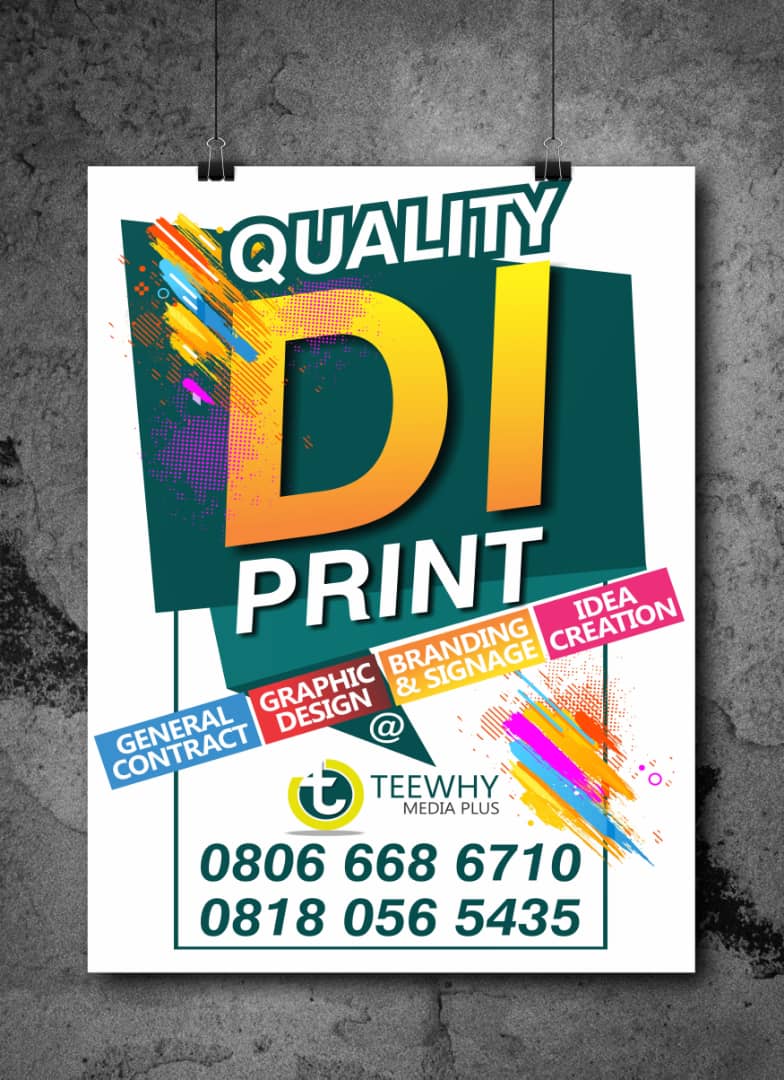 QUALITY
DI
PRINT
GENERAL
CONTRACT
GRAPHIC
DESIGN
BRANDING
& SIGNAGE
IDEA
CREATION
@
t
TEEWHY
MEDIA PLUS
0806 668 6710
0818 056 5435